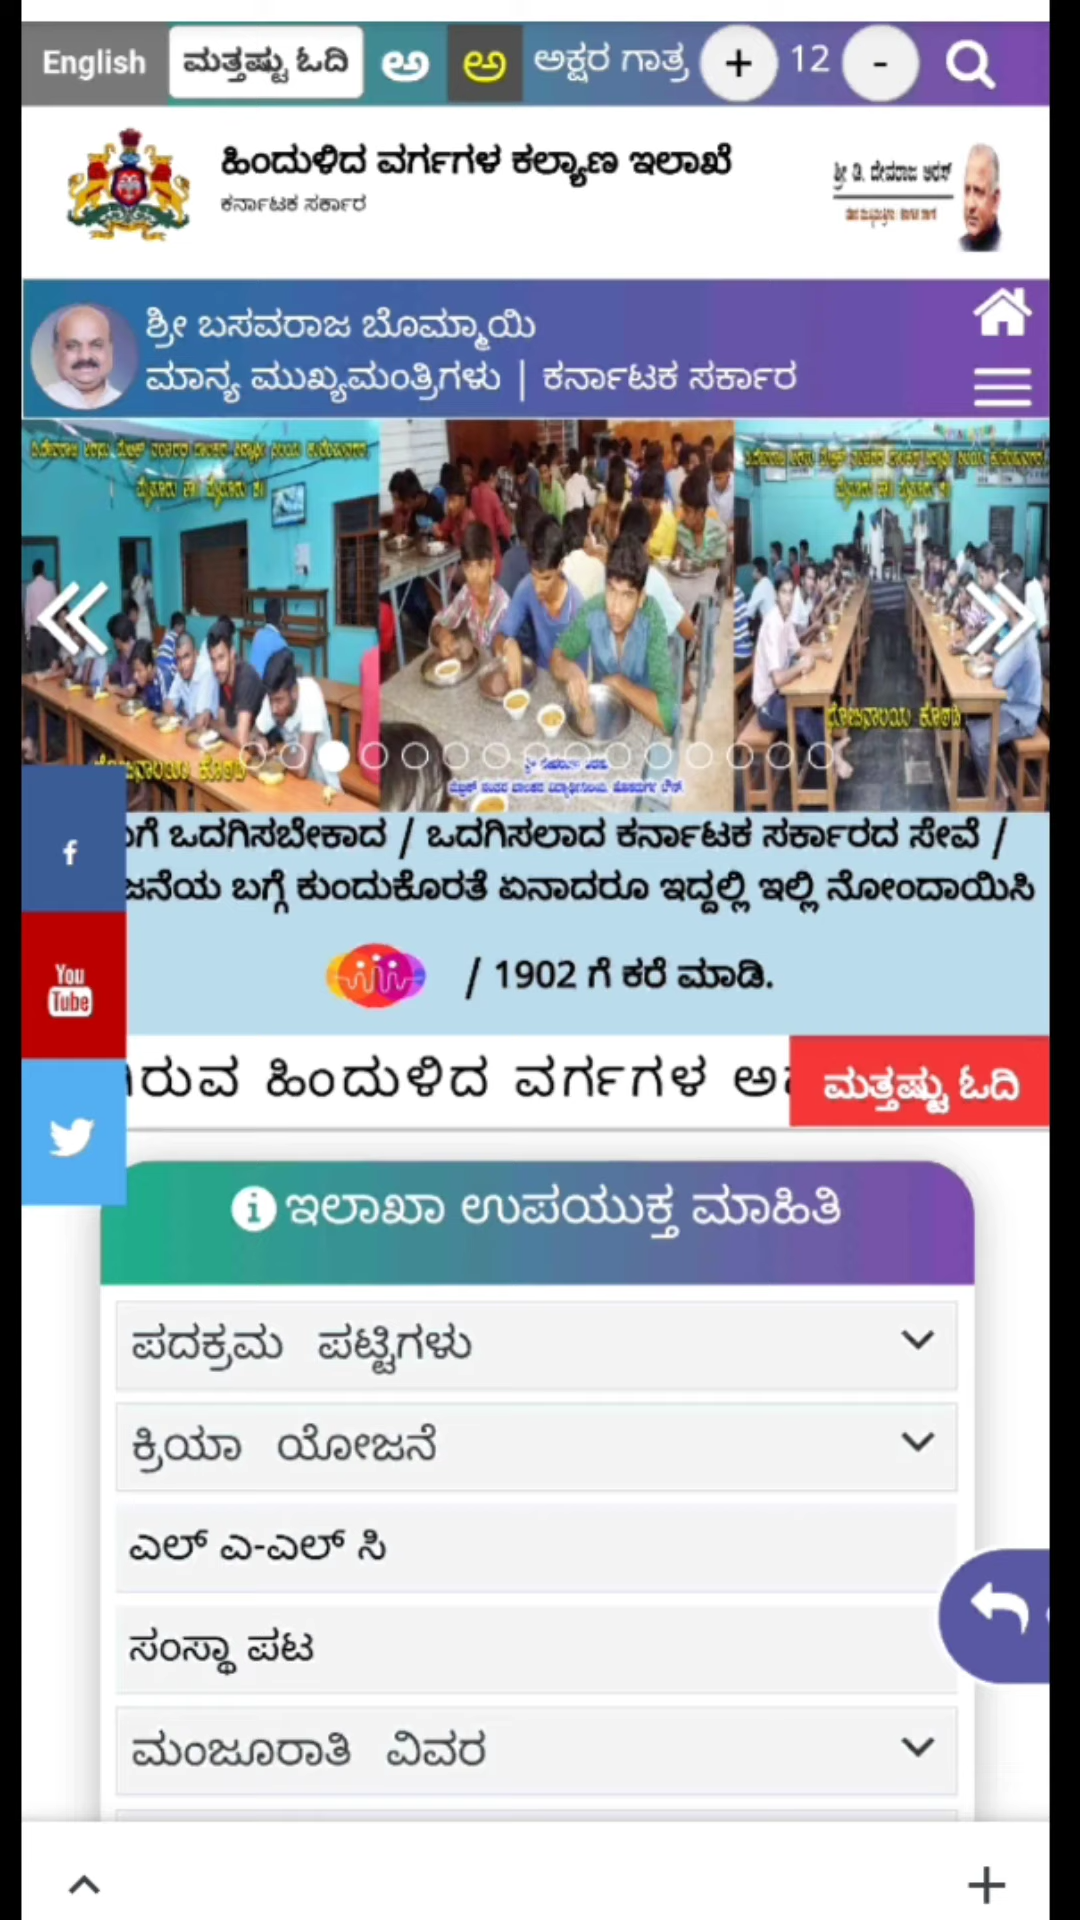 English ಮತ್ತಷ್ಟು ಓದಿ ಅ ಅ ಅಕ್ಷರ ಗಾತ್ರ + 12 -
ಹಿಂದುಳಿದ ವರ್ಗಗಳ ಕಲ್ಯಾಣ ಇಲಾಖೆ
ಕರ್ನಾಟಕ ಸರ್ಕಾರ
ಶ್ರೀ ಡಿ. ದೇವರಾಜ ಅರಸ್
ಶ್ರೀ ಬಸವರಾಜ ಬೊಮ್ಮಾಯಿ
ಮಾನ್ಯ ಮುಖ್ಯಮಂತ್ರಿಗಳು | ಕರ್ನಾಟಕ ಸರ್ಕಾರ
ಗೆ ಒದಗಿಸಬೇಕಾದ / ಒದಗಿಸಲಾದ ಕರ್ನಾಟಕ ಸರ್ಕಾರದ ಸೇವೆ /
ಜನೆಯ ಬಗ್ಗೆ ಕುಂದುಕೊರತೆ ಏನಾದರೂ ಇದ್ದಲ್ಲಿ ಇಲ್ಲಿ ನೋಂದಾಯಿಸಿ
/ 1902 ಗೆ ಕರೆ ಮಾಡಿ.
f
You
Tube
ರುವ ಹಿಂದುಳಿದ ವರ್ಗಗಳ ಅ ಮತ್ತಷ್ಟು ಓದಿ
ಇಲಾಖಾ ಉಪಯುಕ್ತ ಮಾಹಿತಿ
ಪದಕ್ರಮ ಪಟ್ಟಿಗಳು
ಕ್ರಿಯಾ ಯೋಜನೆ
ಎಲ್ ಎ-ಎಲ್ ಸಿ
ಸಂಸ್ಥಾ ಪಟ
ಮಂಜೂರಾತಿ ವಿವರ